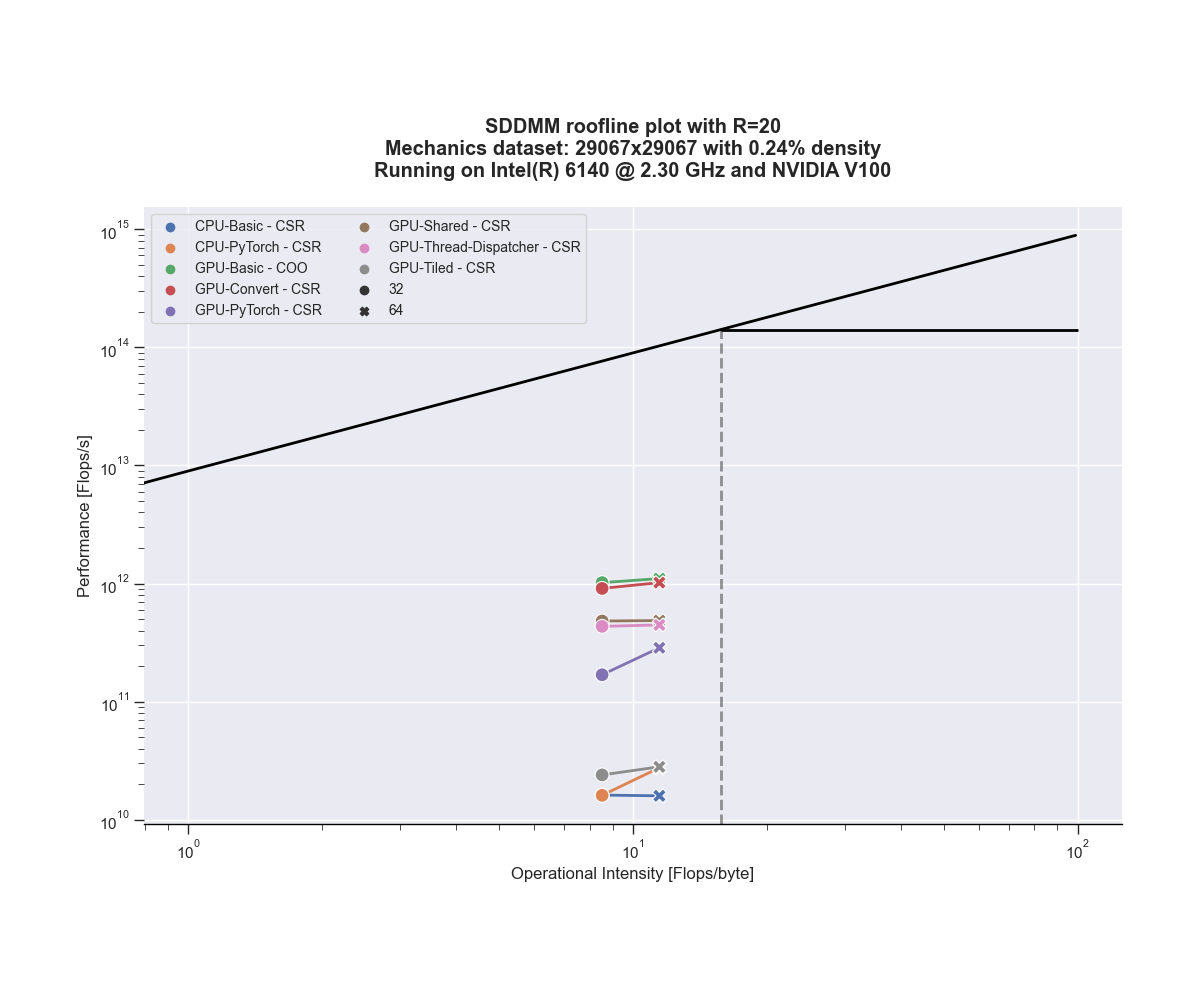 SDDMM roofline plot with R=20
Mechanics dataset: 29067x29067 with 0.24% density
Running on Intel(R) 6140 @ 2.30 GHz and NVIDIA V100
CPU-Basic - CSR
CPU-PyTorch - CSR
GPU-Basic - COO
GPU-Convert - CSR
GPU-PyTorch - CSR
GPU-Shared - CSR
GPU-Thread-Dispatcher - CSR
GPU-Tiled - CSR
32
64
Performance [Flops/s]
10^15
10^14
10^13
10^12
10^11
10^10
10^0
10^1
10^2
Operational Intensity [Flops/byte]